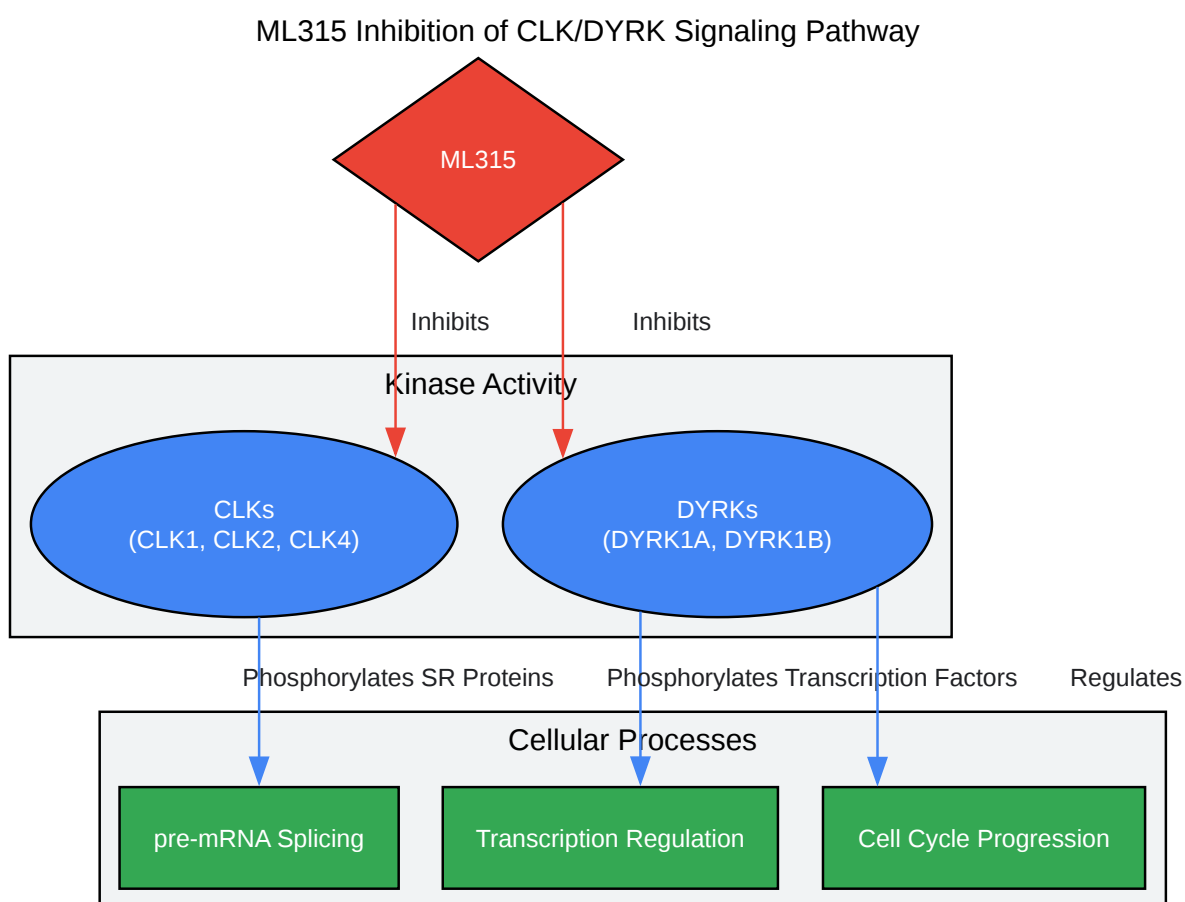 ML315 Inhibition of CLK/DYRK Signaling Pathway
ML315
Inhibits
Inhibits
Kinase Activity
CLKs
(CLK1, CLK2, CLK4)
DYRKs
(DYRK1A, DYRK1B)
Phosphorylates SR Proteins
Phosphorylates Transcription Factors
Regulates
Cellular Processes
pre-mRNA Splicing
Transcription Regulation
Cell Cycle Progression